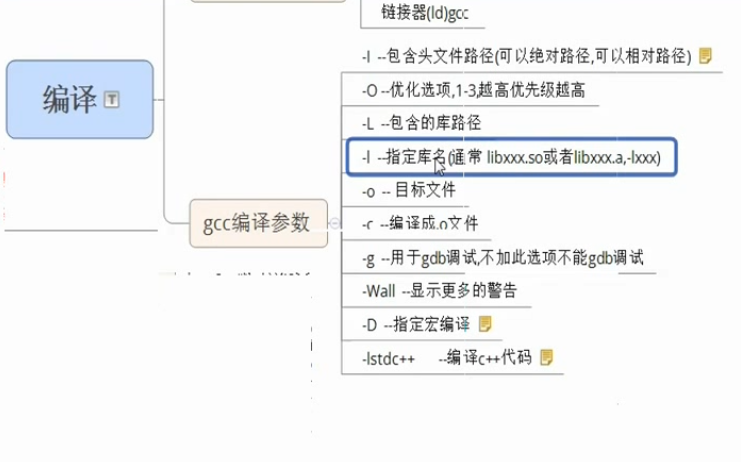 链接器(ld)gcc
-I --包含头文件路径(可以绝对路径,可以相对路径)
-O --优化选项,1-3,越高优先级越高
编译
-L --包含的库路径
-l --指定库名(通常 libxxx.so或者libxxx.a,-lxxx)
-o -- 目标文件
gcc编译参数
-c --编译成.o文件
-g --用于gdb调试,不加此选项不能gdb调试
-Wall --显示更多的警告
-D --指定宏编译
-lstdc++ --编译c++代码